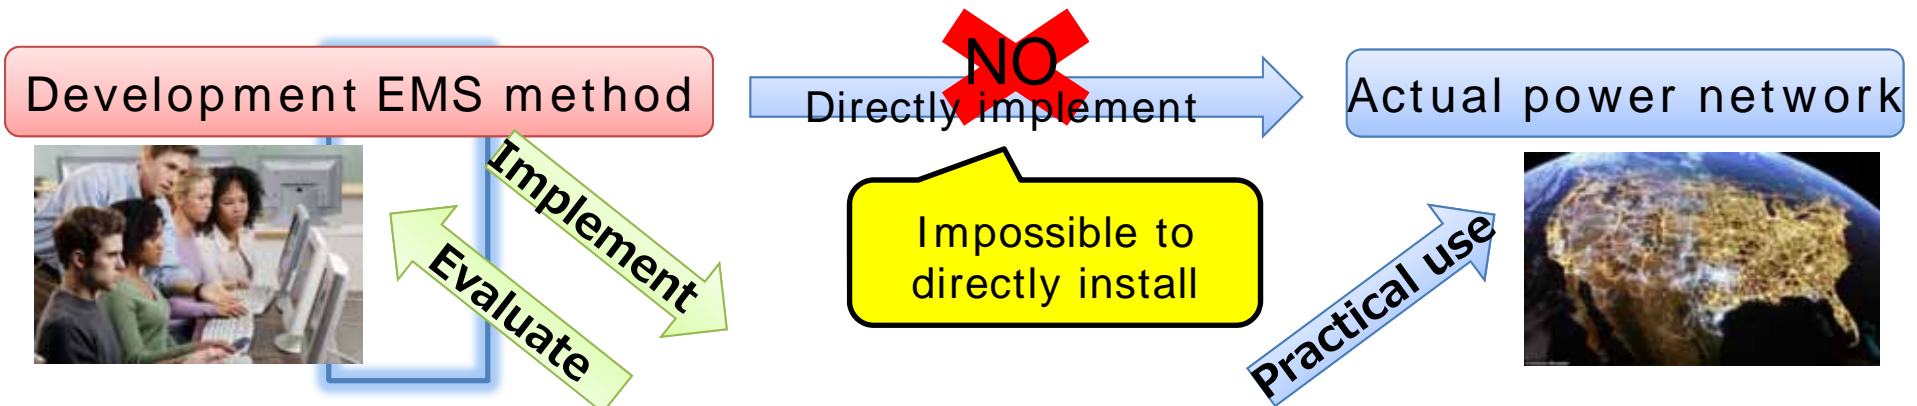 Development EMS method
NO
Directly implement
Actual power network
Implement
Evaluate
Impossible to
directly install
Practical use